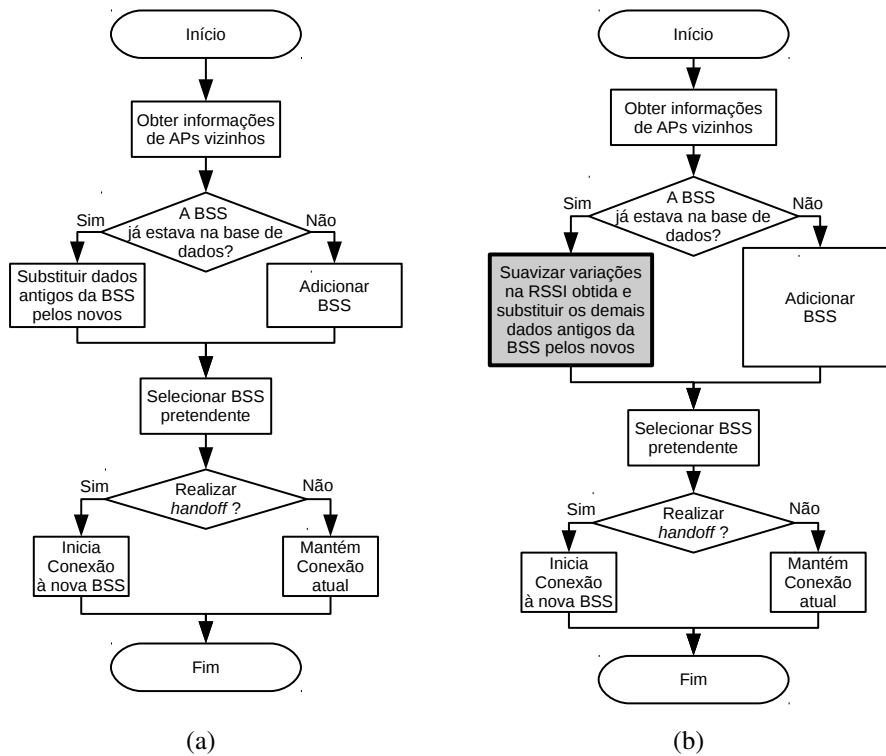 Início
Obter informações
de APs vizinhos
A BSS
já estava na base de
dados?
Sim
Não
Substituir dados
antigos da BSS
pelos novos
Adicionar
BSS
Selecionar BSS
pretendente
Realizar
handoff ?
Sim
Não
Inicia
Conexão
à nova BSS
Mantém
Conexão
atual
Fim
(a)
Início
Obter informações
de APs vizinhos
A BSS
já estava na base de
dados?
Sim
Não
Suavizar variações
na RSSI obtida e
substituir os demais
dados antigos da
BSS pelos novos
Adicionar
BSS
Selecionar BSS
pretendente
Realizar
handoff ?
Sim
Não
Inicia
Conexão
à nova BSS
Mantém
Conexão
atual
Fim
(b)